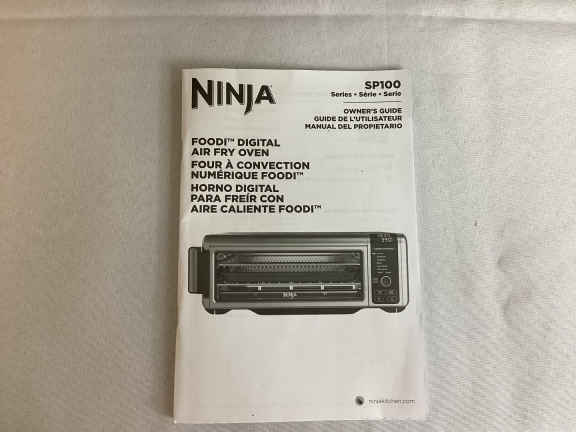 NINJA
SP100
Series • Série • Serie
OWNER'S GUIDE
GUIDE DE L'UTILISATEUR
MANUAL DEL PROPIETARIO
FOODI™ DIGITAL
AIR FRY OVEN
FOUR À CONVECTION
NUMÉRIQUE FOODI™
HORNO DIGITAL
PARA FREÍR CON
AIRE CALIENTE FOODI™
NINJA
ninjakitchen.com